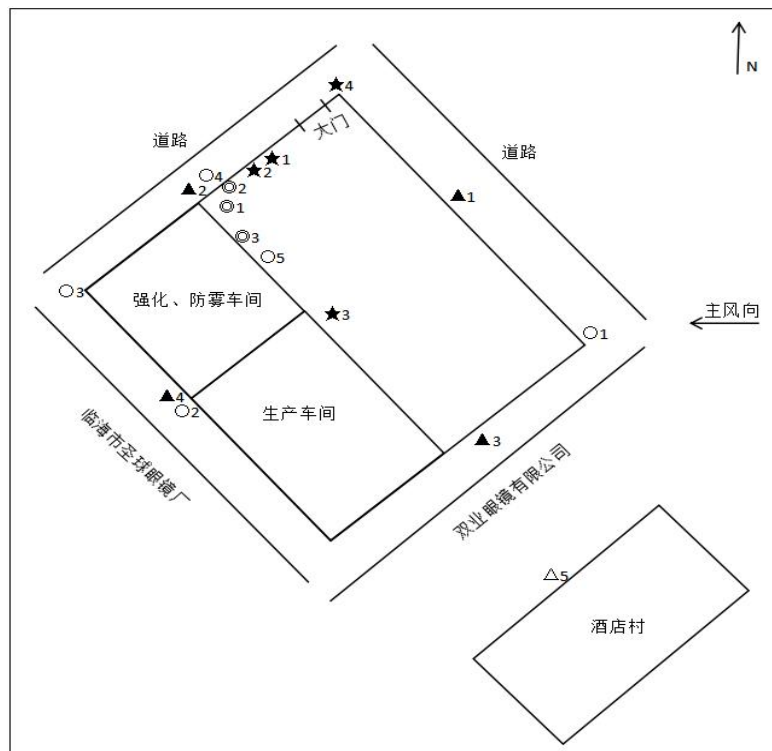 N
★4
道路
大门
道路
★1
○4
★2
▲2
◎2
▲1
◎1
◎3
○5
○3
强化、防雾车间
★3
主风向
○1
▲4
○2
生产车间
▲3
临海市圣球眼镜厂
双业眼镜有限公司
△5
酒店村